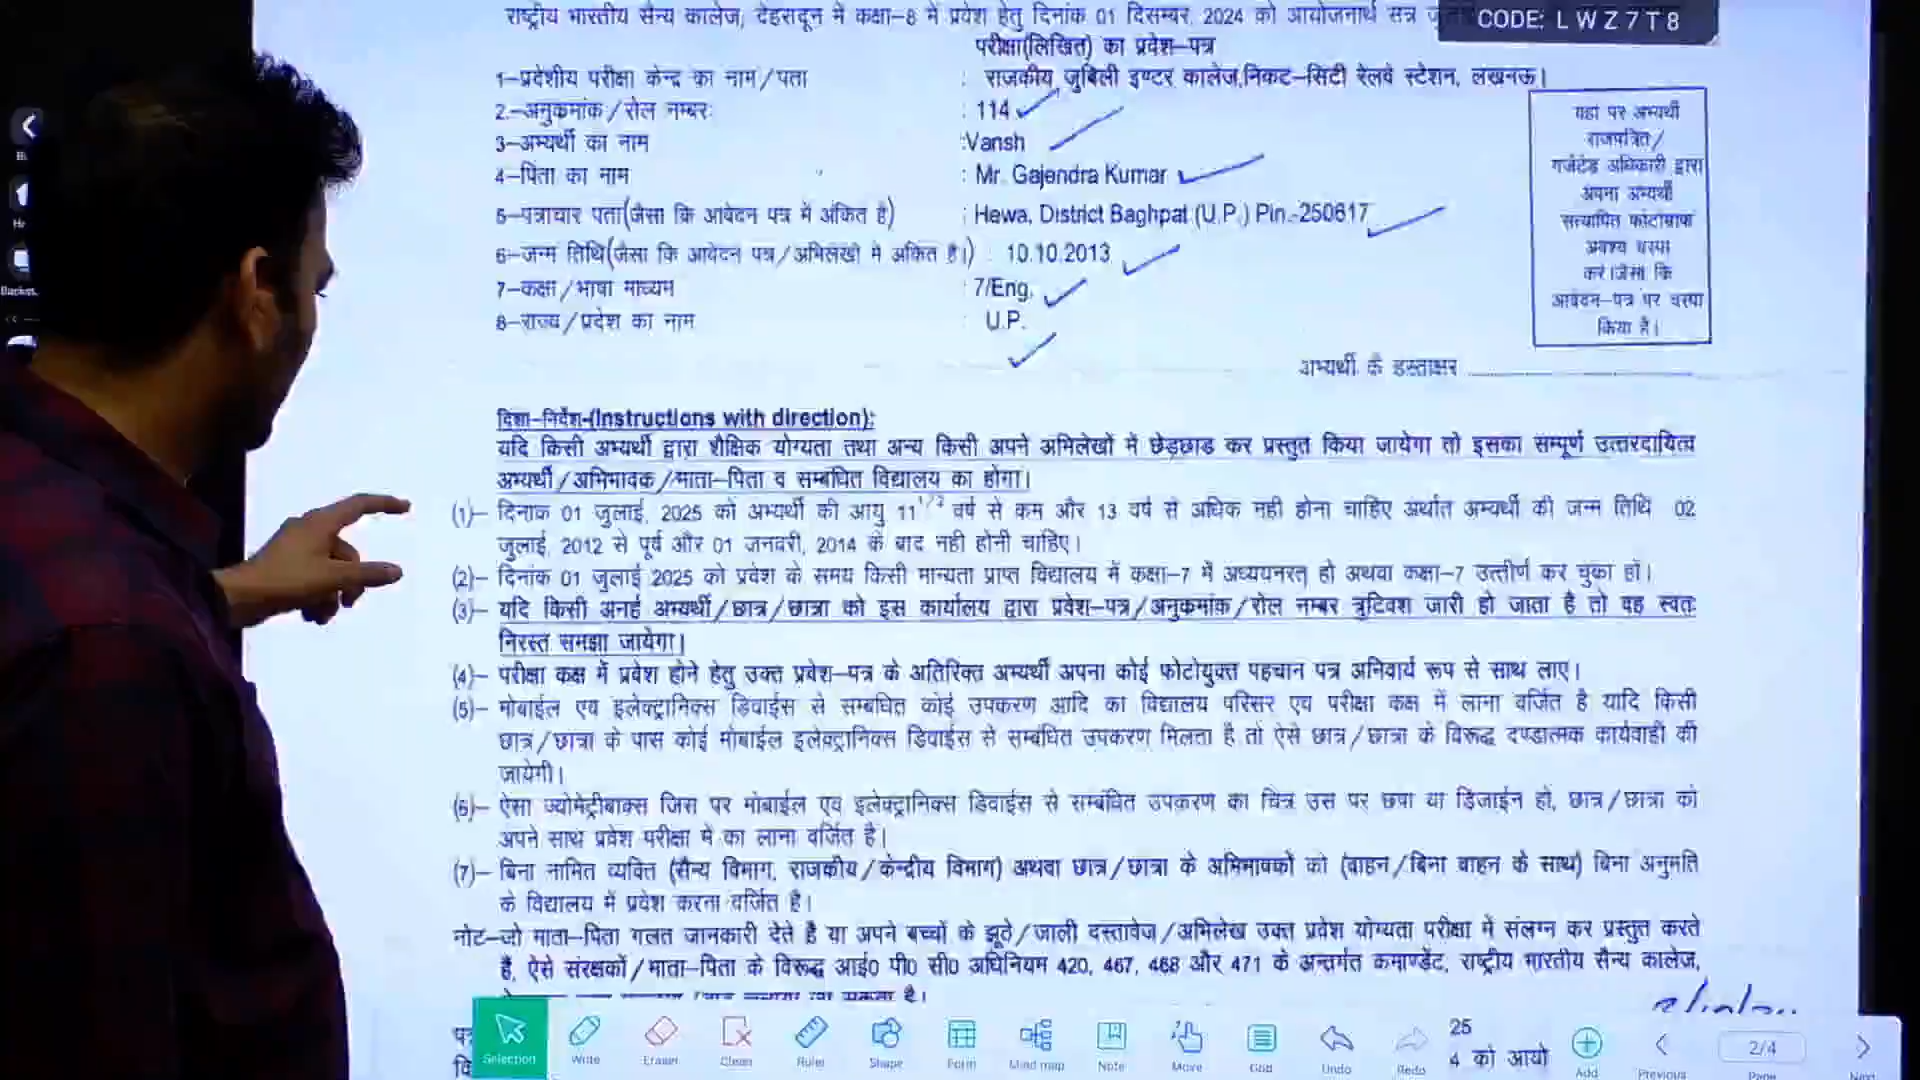 राष्ट्रीय भारतीय सैन्य कालेज, देहरादून में कक्षा-8 में प्रवेश हेतु दिनांक 01 दिसम्बर, 2024 को आयोजनार्थ सत्र
CODE: LWZ7T8
परीक्षा(लिखित) का प्रवेश-पत्र
1-प्रदेशीय परीक्षा केन्द्र का नाम/पता : राजकीय जुबिली इण्टर कालेज,निकट-सिटी रेलवे स्टेशन, लखनऊ।
2-अनुकमांक/रोल नम्बर : 114
3-अभ्यर्थी का नाम :Vansh
4-पिता का नाम : Mr. Gajendra Kumar
5-पत्राचार पता(जैसा कि आवेदन पत्र में अंकित है) : Hewa, District Baghpat (U.P.) Pin.-250617
6-जन्म तिथि(जैसा कि आवेदन पत्र/अभिलेखों में अंकित है।) : 10.10.2013
7-कक्षा/भाषा माध्यम : 7/Eng.
8-राज्य/प्रदेश का नाम : U.P.
यहां पर अभ्यर्थी
राजपत्रित/
गजेटेड अधिकारी द्वारा
अपना अभ्यर्थी
सत्यापित फोटोग्राफ
अवश्य चस्पा
करें।जैसा कि
आवेदन-पत्र पर चस्पा
किया है।
अभ्यर्थी के हस्ताक्षर
दिशा-निर्देश-(Instructions with direction):
यदि किसी अभ्यर्थी द्वारा शैक्षिक योग्यता तथा अन्य किसी अपने अभिलेखों में छेड़छाड कर प्रस्तुत किया जायेगा तो इसका सम्पूर्ण उत्तरदायित्व
अभ्यर्थी/अभिभावक/माता-पिता व सम्बंधित विद्यालय का होगा।
(1)- दिनांक 01 जुलाई, 2025 को अभ्यर्थी की आयु 11 1/2 वर्ष से कम और 13 वर्ष से अधिक नही होना चाहिए अर्थात अभ्यर्थी की जन्म तिथि 02
जुलाई, 2012 से पूर्व और 01 जनवरी, 2014 के बाद नही होनी चाहिए।
(2)- दिनांक 01 जुलाई 2025 को प्रवेश के समय किसी मान्यता प्राप्त विद्यालय में कक्षा-7 में अध्ययनरत् हो अथवा कक्षा-7 उत्तीर्ण कर चुका हों।
(3)- यदि किसी अनर्ह अभ्यर्थी/छात्र/छात्रा को इस कार्यालय द्वारा प्रवेश-पत्र/अनुकमांक/रोल नम्बर त्रुटिवश जारी हो जाता है तो वह स्वतः
निरस्त समझा जायेगा।
(4)- परीक्षा कक्ष में प्रवेश होने हेतु उक्त प्रवेश-पत्र के अतिरिक्त अभ्यर्थी अपना कोई फोटोयुक्त पहचान पत्र अनिवार्य रूप से साथ लाए।
(5)- मोबाईल एवं इलेक्ट्रानिक्स डिवाईस से सम्बंधित कोई उपकरण आदि का विद्यालय परिसर एवं परीक्षा कक्ष में लाना वर्जित है यादि किसी
छात्र/छात्रा के पास कोई मोबाईल इलेक्ट्रानिक्स डिवाईस से सम्बंधित उपकरण मिलता है तो ऐसे छात्र/छात्रा के विरूद्ध दण्डात्मक कार्यवाही की
जायेगी।
(6)- ऐसा ज्योमेट्रीबाक्स जिस पर मोबाईल एवं इलेक्ट्रानिक्स डिवाईस से सम्बंधित उपकरण का चित्र उस पर छपा या डिजाईन हो, छात्र/छात्रा को
अपने साथ प्रवेश परीक्षा में का लाना वर्जित है।
(7)- बिना नामित व्यक्ति (सैन्य विभाग, राजकीय/केन्द्रीय विभाग) अथवा छात्र/छात्रा के अभिभावकों को (वाहन/बिना वाहन के साथ) बिना अनुमति
के विद्यालय में प्रवेश करना वर्जित है।
नोट-जो माता-पिता गलत जानकारी देते है या अपने बच्चों के झूठे/जाली दस्तावेज/अभिलेख उक्त प्रवेश योग्यता परीक्षा में संलग्न कर प्रस्तुत करते
है, ऐसे संरक्षकों/माता-पिता के विरूद्ध आई0 पी0 सी0 अधिनियम 420, 467, 468 और 471 के अन्तर्गत कमाण्डेंट, राष्ट्रीय भारतीय सैन्य कालेज,
25
4 को आयो
Selection Write Eraser Clean Ruler Shape Form Mind map Note Move Grid Undo Redo Add Previous 2/4 Page Next